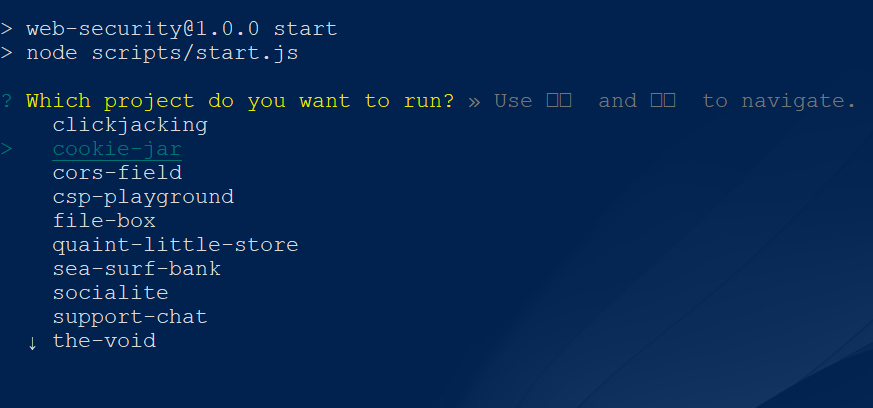 > web-security@1.0.0 start
> node scripts/start.js
? Which project do you want to run? » Use □□ and □□ to navigate.
clickjacking
> cookie-jar
cors-field
csp-playground
file-box
quaint-little-store
sea-surf-bank
socialite
support-chat
↓ the-void